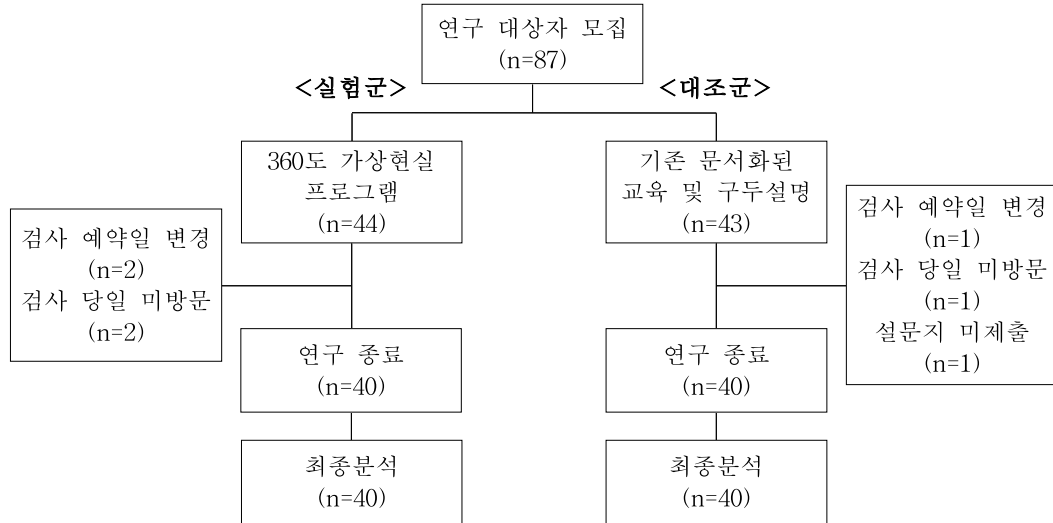 연구 대상자 모집
(n=87)
<실험군>
<대조군>
360도 가상현실
프로그램
(n=44)
기존 문서화된
교육 및 구두설명
(n=43)
검사 예약일 변경
(n=2)
검사 당일 미방문
(n=2)
검사 예약일 변경
(n=1)
검사 당일 미방문
(n=1)
설문지 미제출
(n=1)
연구 종료
(n=40)
연구 종료
(n=40)
최종분석
(n=40)
최종분석
(n=40)